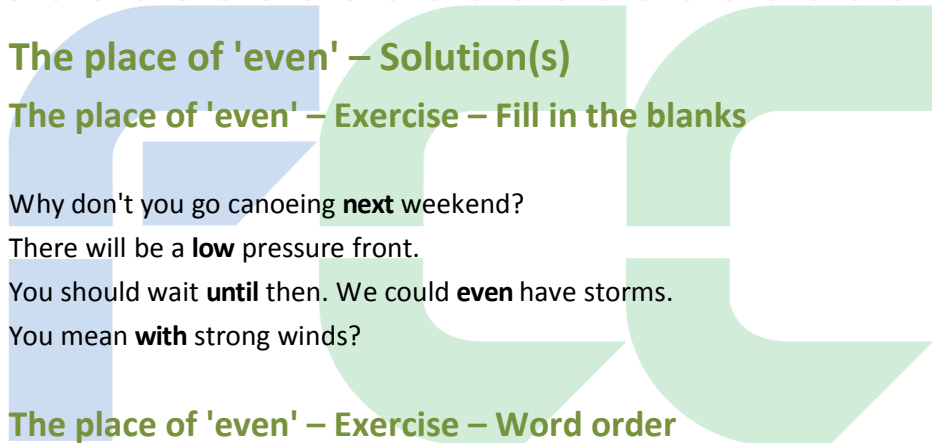 The place of 'even' – Solution(s)
The place of 'even' – Exercise – Fill in the blanks
Why don't you go canoeing next weekend?
There will be a low pressure front.
You should wait until then. We could even have storms.
You mean with strong winds?
The place of 'even' – Exercise – Word order